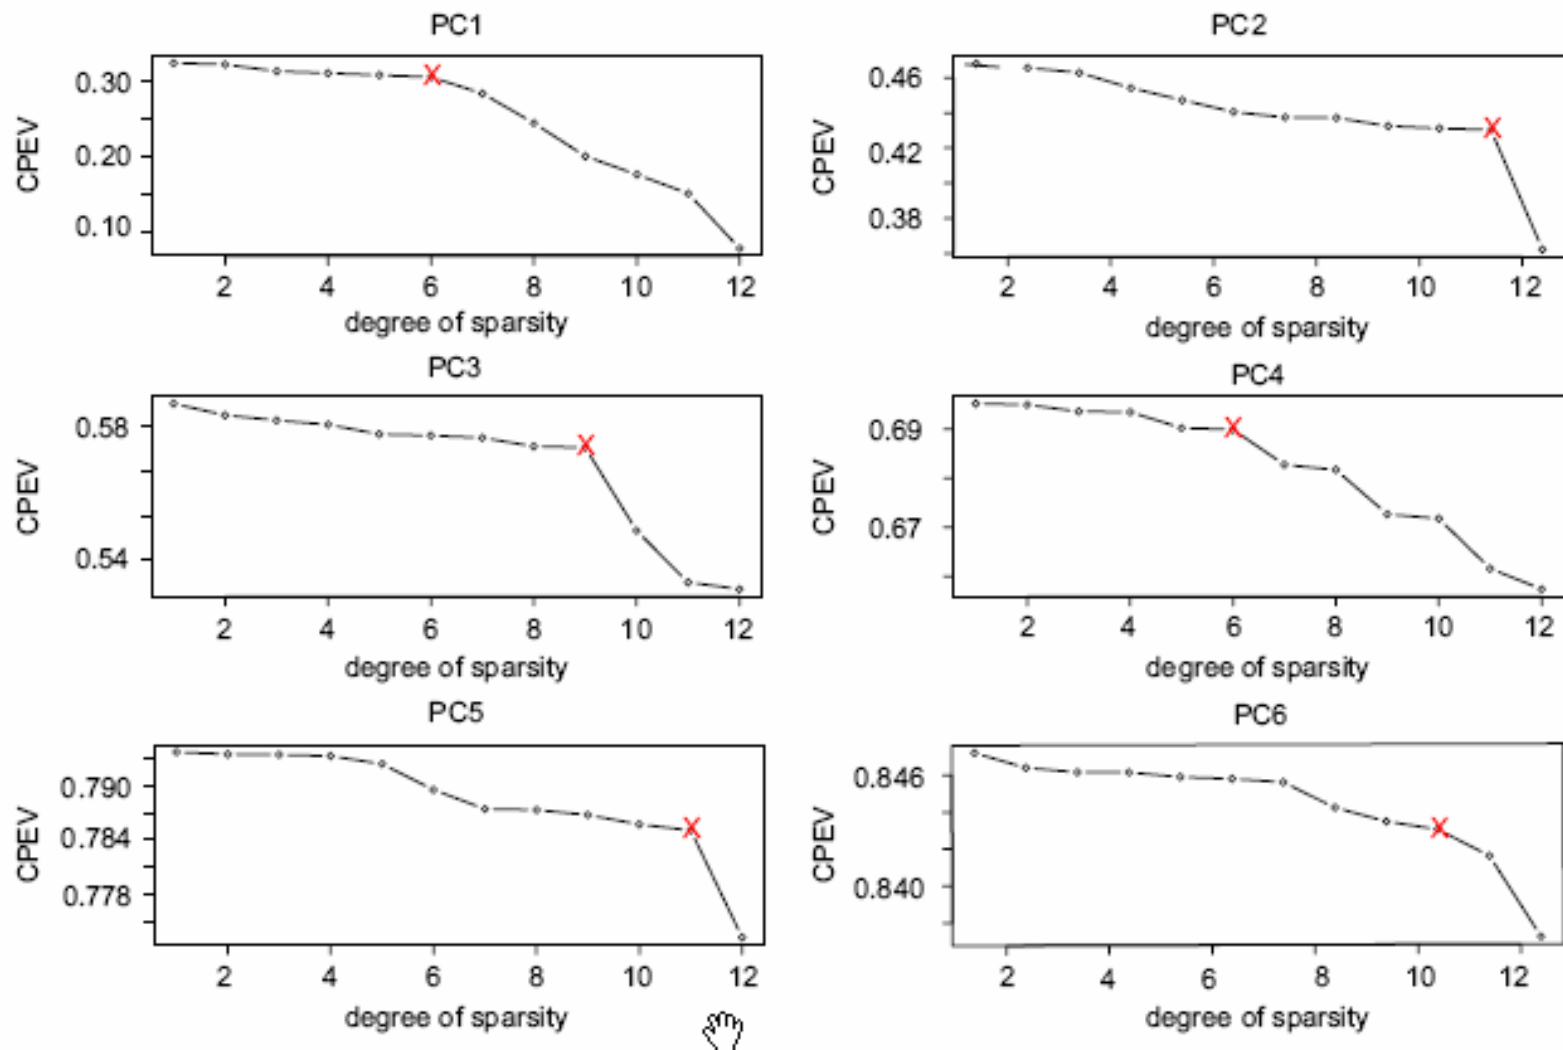 PC1
CPEV
0.30
0.20
0.10
2 4 6 8 10 12
degree of sparsity
PC2
CPEV
0.46
0.42
0.38
2 4 6 8 10 12
degree of sparsity
PC3
CPEV
0.58
0.54
2 4 6 8 10 12
degree of sparsity
PC4
CPEV
0.69
0.67
2 4 6 8 10 12
degree of sparsity
PC5
CPEV
0.790
0.784
0.778
2 4 6 8 10 12
degree of sparsity
PC6
CPEV
0.846
0.840
2 4 6 8 10 12
degree of sparsity